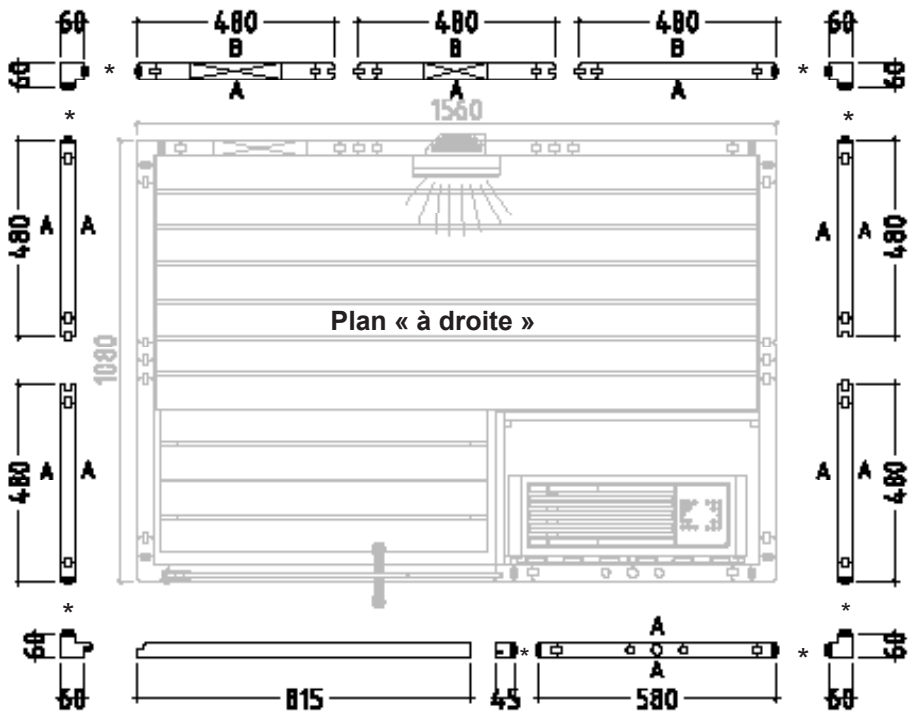 60 480 480 480 60
B B B
60 * * 60
A A A
* 1560 *
480 A A A A 480
Plan « à droite »
1080
480 A A A A 480
* *
A
60 * * 60
A
60 815 45 580 60